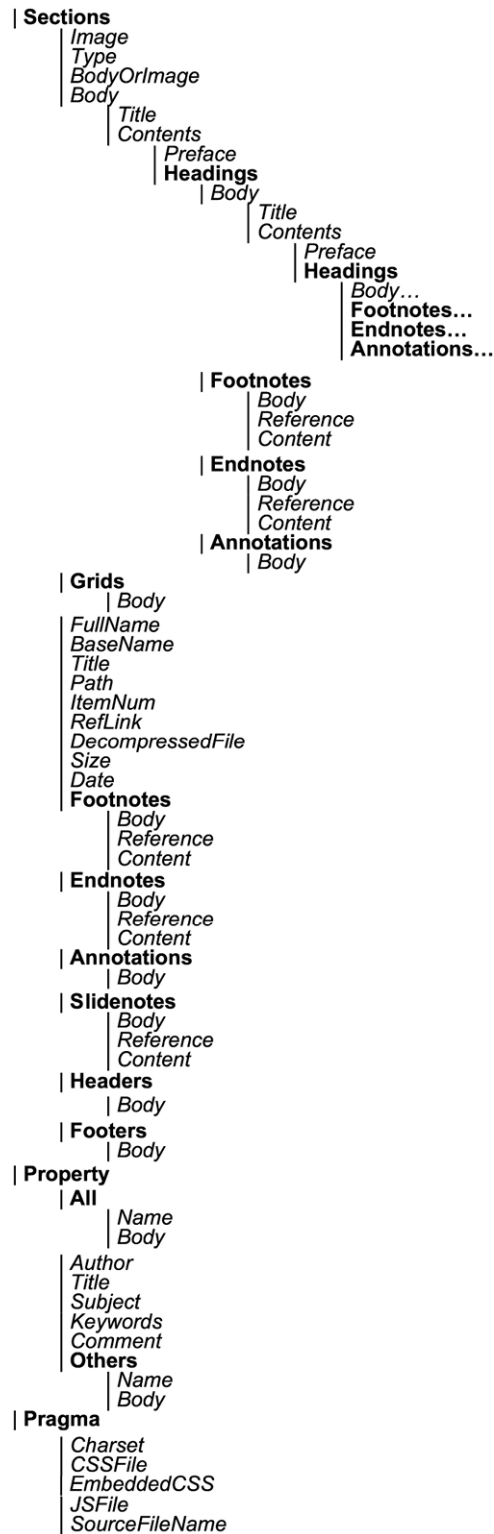 | Sections
| Image
| Type
| BodyOrImage
| Body
| Title
| Contents
| Preface
| Headings
| Body
| Title
| Contents
| Preface
| Headings
| Body…
| Footnotes…
| Endnotes…
| Annotations…
| Footnotes
| Body
| Reference
| Content
| Endnotes
| Body
| Reference
| Content
| Annotations
| Body
| Grids
| Body
| FullName
| BaseName
| Title
| Path
| ItemNum
| RefLink
| DecompressedFile
| Size
| Date
| Footnotes
| Body
| Reference
| Content
| Endnotes
| Body
| Reference
| Content
| Annotations
| Body
| Slidenotes
| Body
| Reference
| Content
| Headers
| Body
| Footers
| Body
| Property
| All
| Name
| Body
| Author
| Title
| Subject
| Keywords
| Comment
| Others
| Name
| Body
| Pragma
| Charset
| CSSFile
| EmbeddedCSS
| JSFile
| SourceFileName